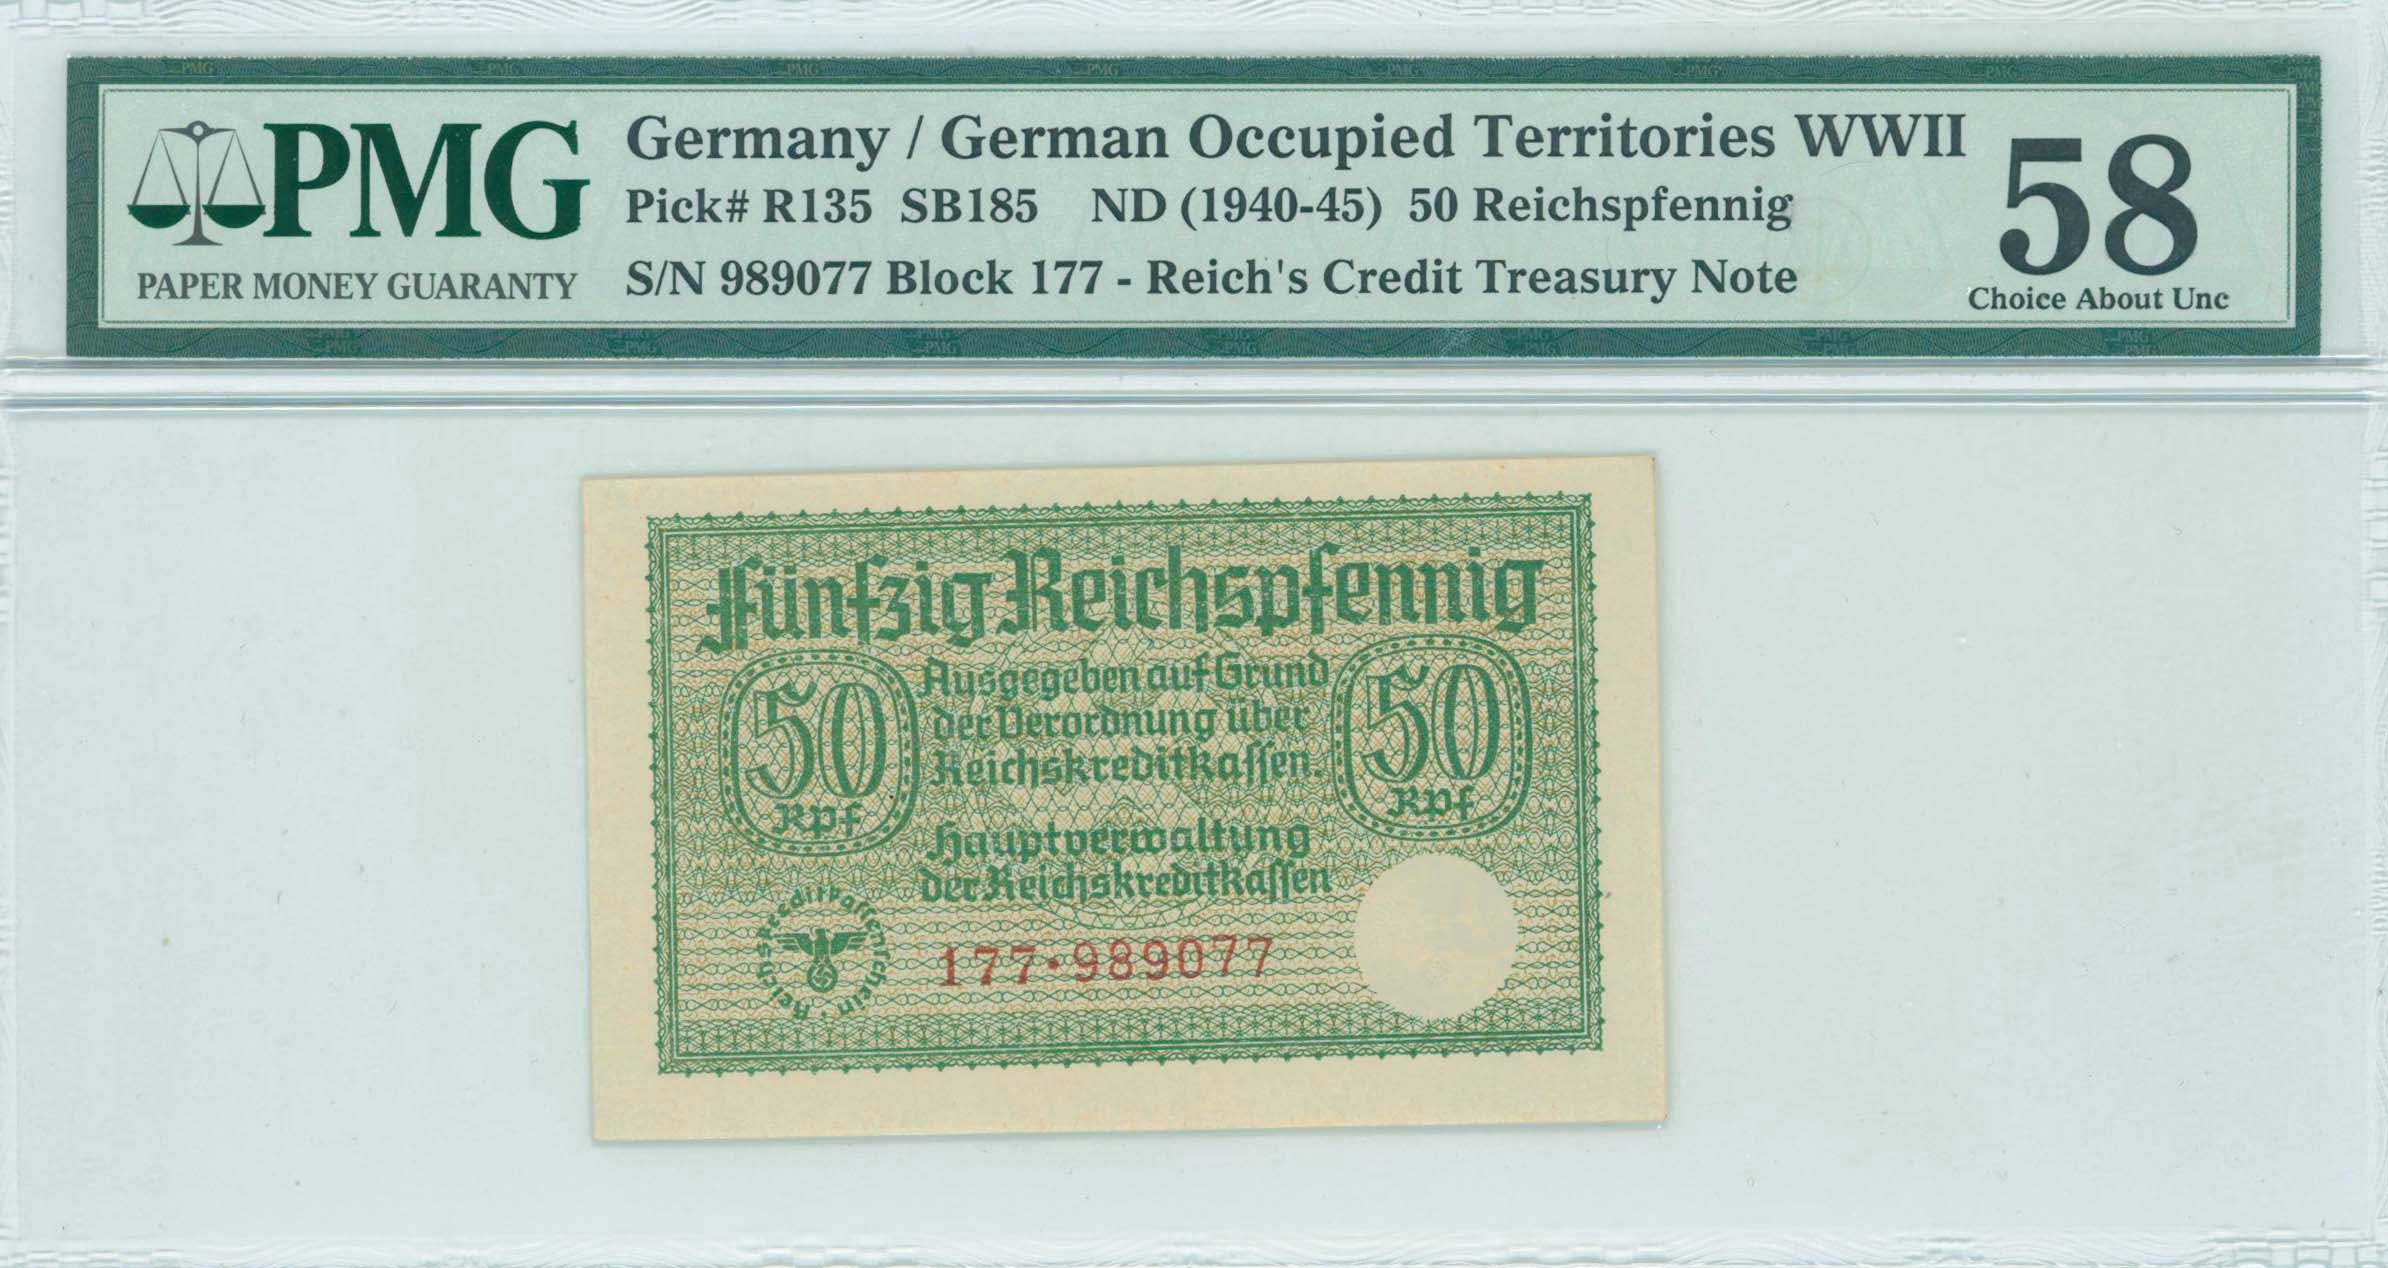 PMG
PAPER MONEY GUARANTY
Germany / German Occupied Territories WWII
Pick# R135 SB185 ND (1940-45) 50 Reichspfennig
S/N 989077 Block 177 - Reich's Credit Treasury Note
58
Choice About Unc
Fünfzig Reichspfennig
50 Rpf
Ausgegeben auf Grund
der Verordnung über
Reichskreditkaſſen.
50 Rpf
Hauptverwaltung
der Reichskreditkaſſen
Reichskreditkaſſenſchein
177·989077